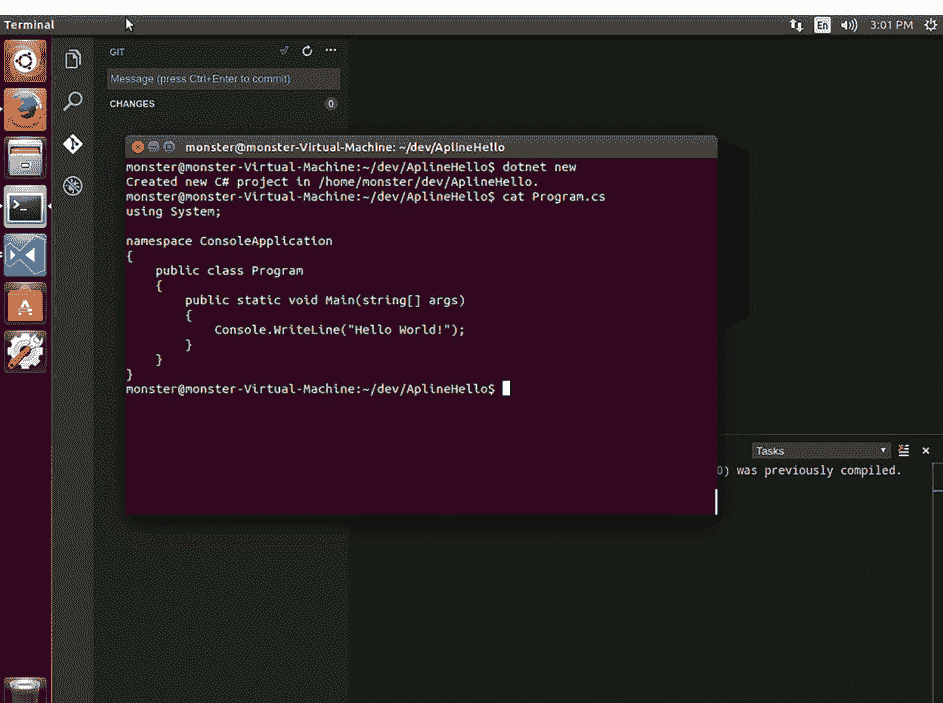 Terminal
En
3:01 PM
GIT
Message (press Ctrl+Enter to commit)
CHANGES
0
monster@monster-Virtual-Machine: ~/dev/AplineHello
monster@monster-Virtual-Machine:~/dev/AplineHello$ dotnet new
Created new C# project in /home/monster/dev/AplineHello.
monster@monster-Virtual-Machine:~/dev/AplineHello$ cat Program.cs
using System;
namespace ConsoleApplication
{
    public class Program
    {
        public static void Main(string[] args)
        {
            Console.WriteLine("Hello World!");
        }
    }
}
monster@monster-Virtual-Machine:~/dev/AplineHello$
Tasks
0) was previously compiled.